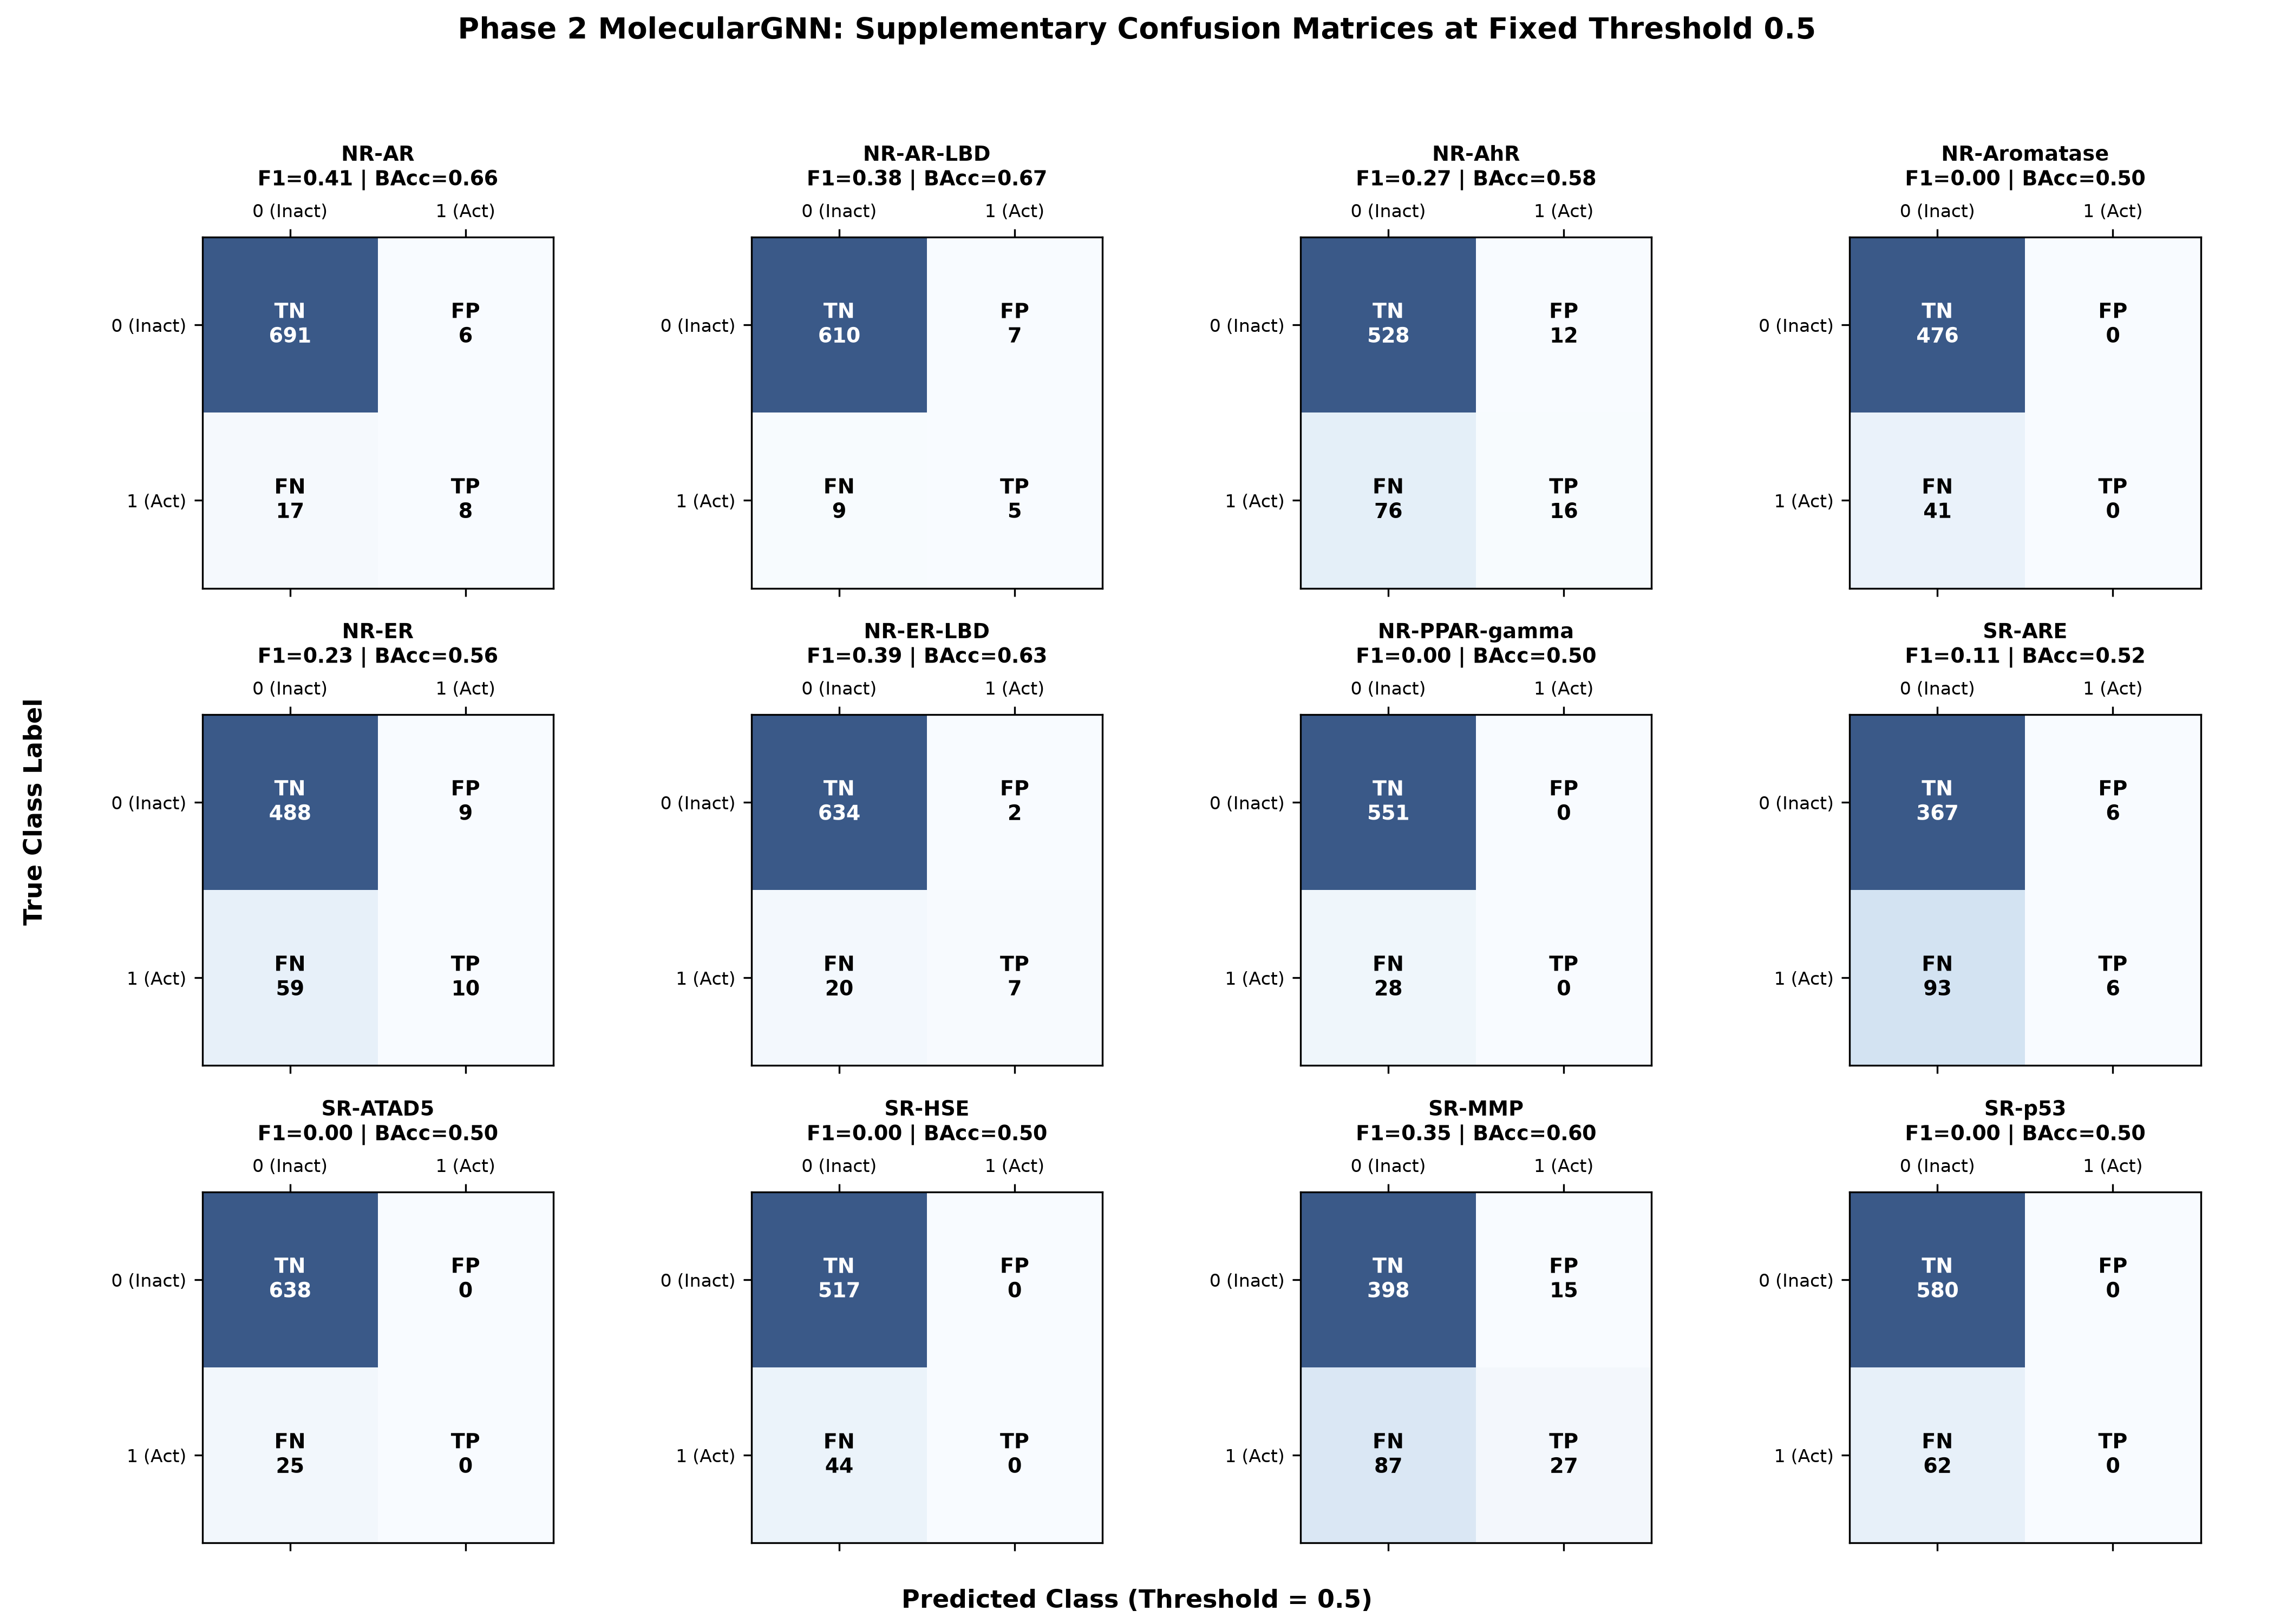 Phase 2 MolecularGNN: Supplementary Confusion Matrices at Fixed Threshold 0.5
NR-AR
F1=0.41 | BAcc=0.66
0 (Inact) 1 (Act)
0 (Inact)
TN
691
FP
6
1 (Act)
FN
17
TP
8
NR-AR-LBD
F1=0.38 | BAcc=0.67
0 (Inact) 1 (Act)
0 (Inact)
TN
610
FP
7
1 (Act)
FN
9
TP
5
NR-AhR
F1=0.27 | BAcc=0.58
0 (Inact) 1 (Act)
0 (Inact)
TN
528
FP
12
1 (Act)
FN
76
TP
16
NR-Aromatase
F1=0.00 | BAcc=0.50
0 (Inact) 1 (Act)
0 (Inact)
TN
476
FP
0
1 (Act)
FN
41
TP
0
True Class Label
NR-ER
F1=0.23 | BAcc=0.56
0 (Inact) 1 (Act)
0 (Inact)
TN
488
FP
9
1 (Act)
FN
59
TP
10
NR-ER-LBD
F1=0.39 | BAcc=0.63
0 (Inact) 1 (Act)
0 (Inact)
TN
634
FP
2
1 (Act)
FN
20
TP
7
NR-PPAR-gamma
F1=0.00 | BAcc=0.50
0 (Inact) 1 (Act)
0 (Inact)
TN
551
FP
0
1 (Act)
FN
28
TP
0
SR-ARE
F1=0.11 | BAcc=0.52
0 (Inact) 1 (Act)
0 (Inact)
TN
367
FP
6
1 (Act)
FN
93
TP
6
SR-ATAD5
F1=0.00 | BAcc=0.50
0 (Inact) 1 (Act)
0 (Inact)
TN
638
FP
0
1 (Act)
FN
25
TP
0
SR-HSE
F1=0.00 | BAcc=0.50
0 (Inact) 1 (Act)
0 (Inact)
TN
517
FP
0
1 (Act)
FN
44
TP
0
SR-MMP
F1=0.35 | BAcc=0.60
0 (Inact) 1 (Act)
0 (Inact)
TN
398
FP
15
1 (Act)
FN
87
TP
27
SR-p53
F1=0.00 | BAcc=0.50
0 (Inact) 1 (Act)
0 (Inact)
TN
580
FP
0
1 (Act)
FN
62
TP
0
Predicted Class (Threshold = 0.5)